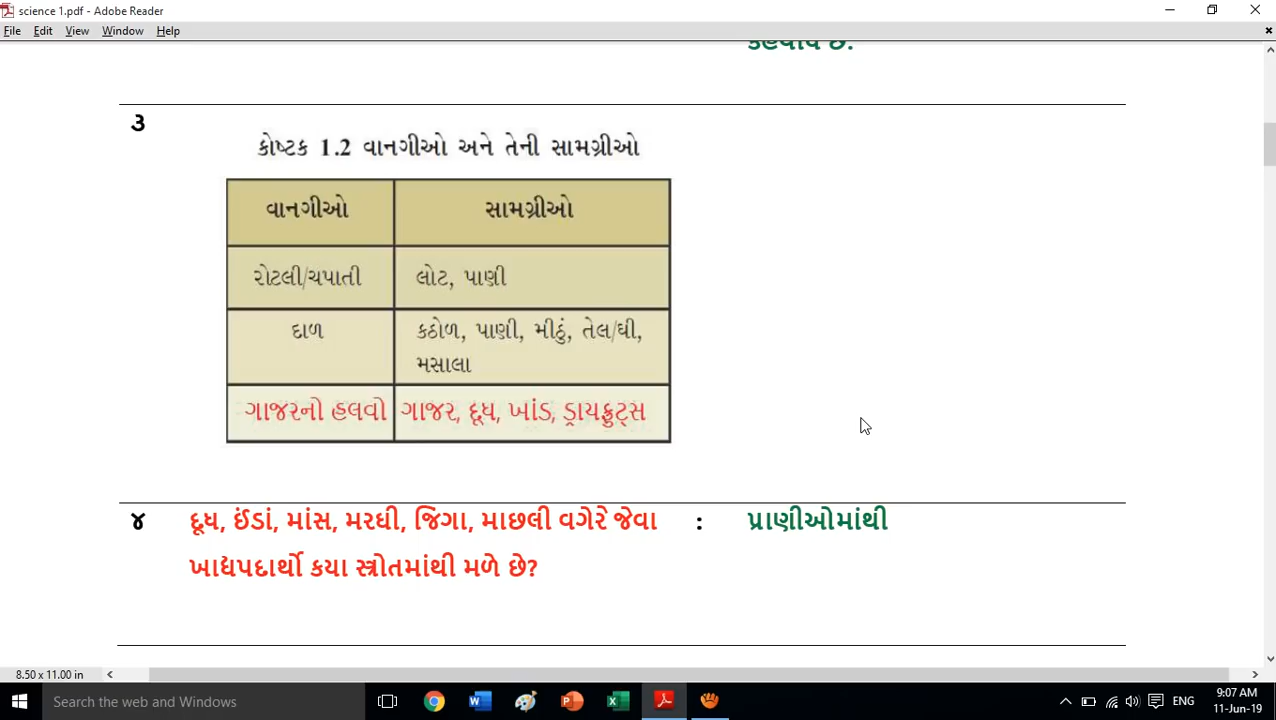 science 1.pdf - Adobe Reader
File Edit View Window Help
કહેવાય છે.
૩
કોષ્ટક 1.2 વાનગીઓ અને તેની સામગ્રીઓ
વાનગીઓ સામગ્રીઓ
રોટલી/ચપાતી લોટ, પાણી
દાળ કઠોળ, પાણી, મીઠું, તેલ/ઘી,
મસાલા
ગાજરનો હલવો ગાજર, દૂધ, ખાંડ, ડ્રાયફ્રુટ્સ
૪ દૂધ, ઈંડાં, માંસ, મરઘી, જિંગા, માછલી વગેરે જેવા : પ્રાણીઓમાંથી
ખાદ્યપદાર્થો કયા સ્ત્રોતમાંથી મળે છે?
8.50 x 11.00 in
Search the web and Windows
ENG
9:07 AM
11-Jun-19